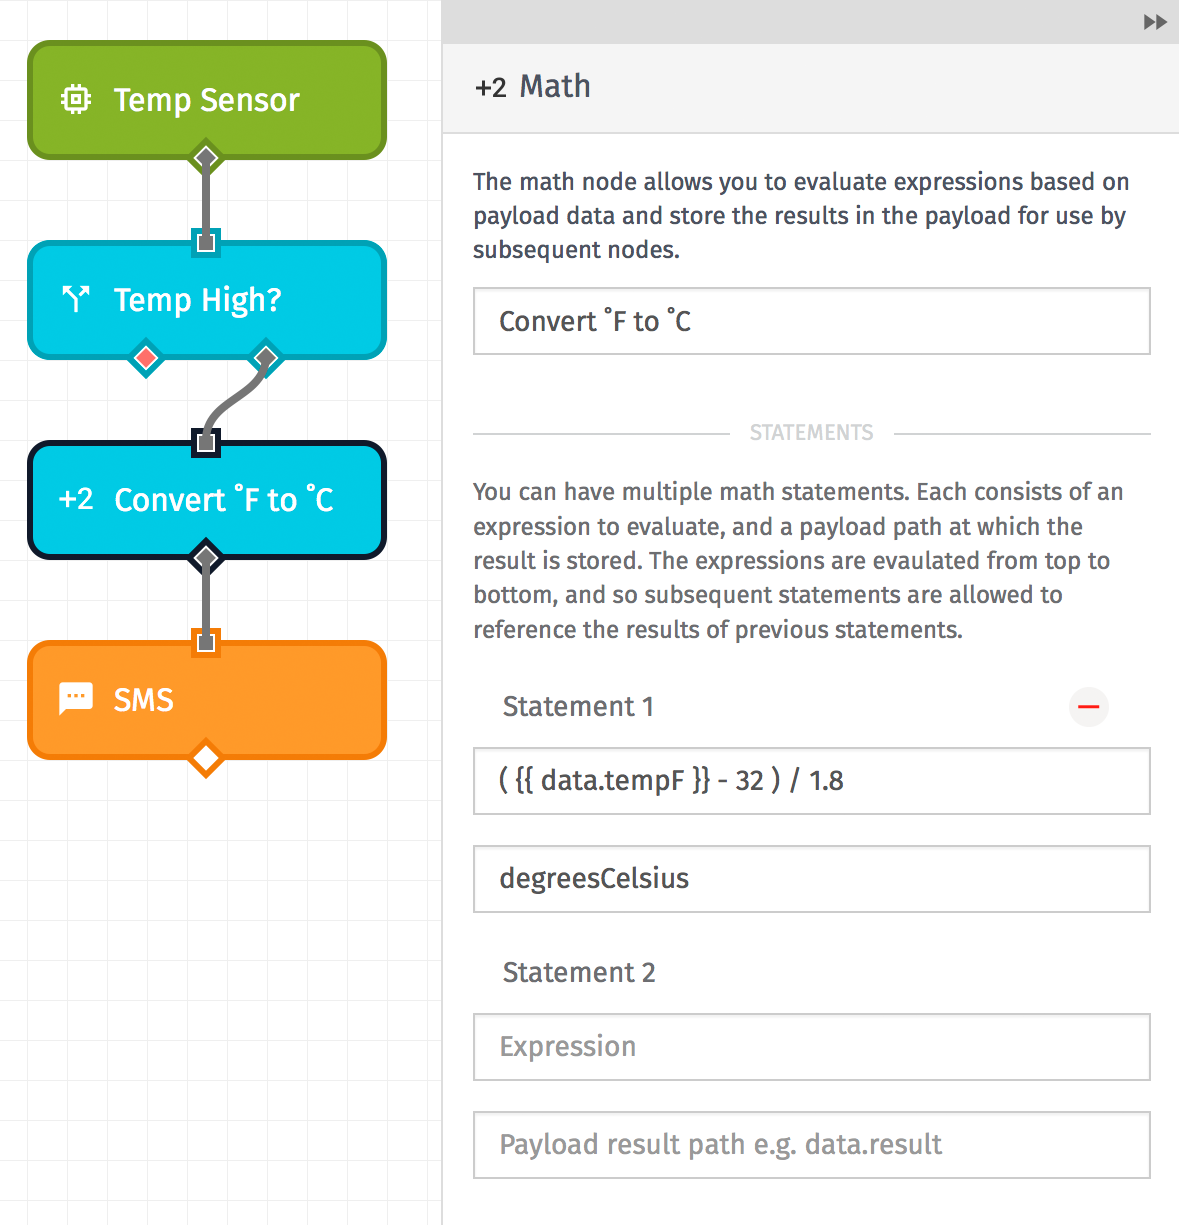 Temp Sensor
Temp High?
+2 Convert ˚F to ˚C
SMS
+2 Math
The math node allows you to evaluate expressions based on
payload data and store the results in the payload for use by
subsequent nodes.
Convert ˚F to ˚C
STATEMENTS
You can have multiple math statements. Each consists of an
expression to evaluate, and a payload path at which the
result is stored. The expressions are evaulated from top to
bottom, and so subsequent statements are allowed to
reference the results of previous statements.
Statement 1
( {{ data.tempF }} - 32 ) / 1.8
degreesCelsius
Statement 2
Expression
Payload result path e.g. data.result